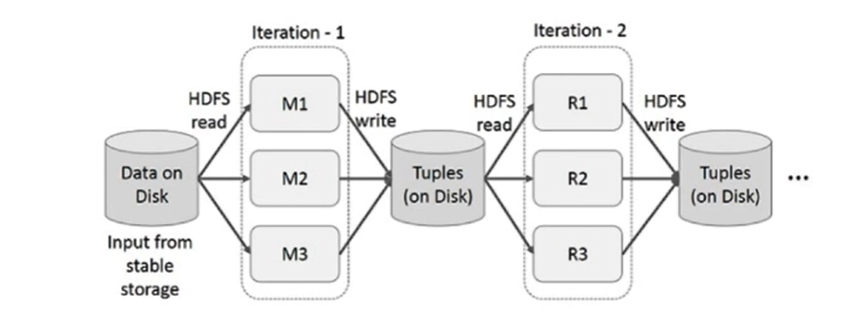 Iteration - 1
Iteration - 2
HDFS
read
M1
HDFS
write
HDFS
read
R1
HDFS
write
Data on
Disk
M2
Tuples
(on Disk)
R2
Tuples
(on Disk)
...
Input from
stable
storage
M3
R3